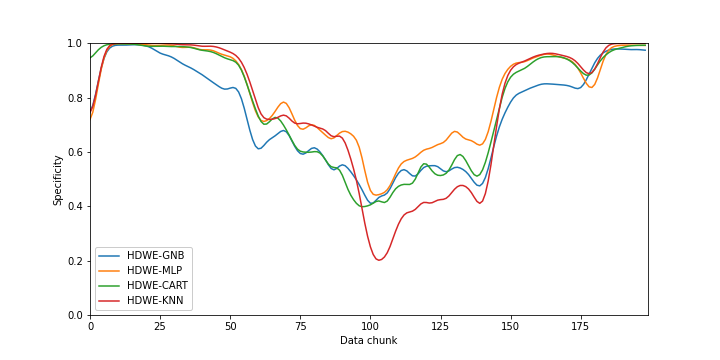 1.0
0.8
0.6
0.4
0.2
0.0
Specificity
HDWE-GNB
HDWE-MLP
HDWE-CART
HDWE-KNN
0 25 50 75 100 125 150 175
Data chunk